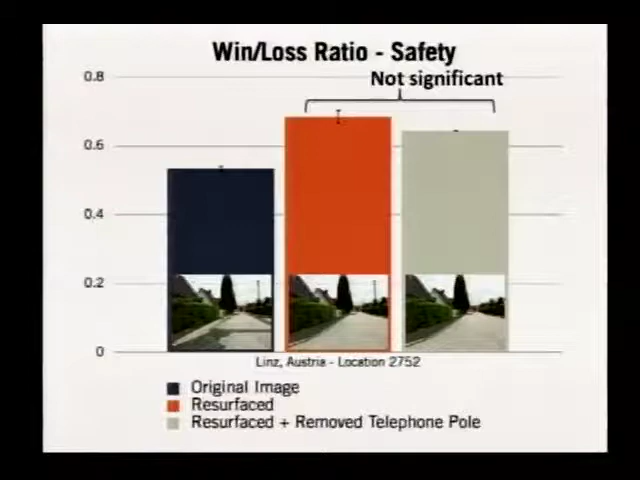 Win/Loss Ratio - Safety
Not significant
0.8
0.6
0.4
0.2
0
Linz, Austria - Location 2752
Original Image
Resurfaced
Resurfaced + Removed Telephone Pole